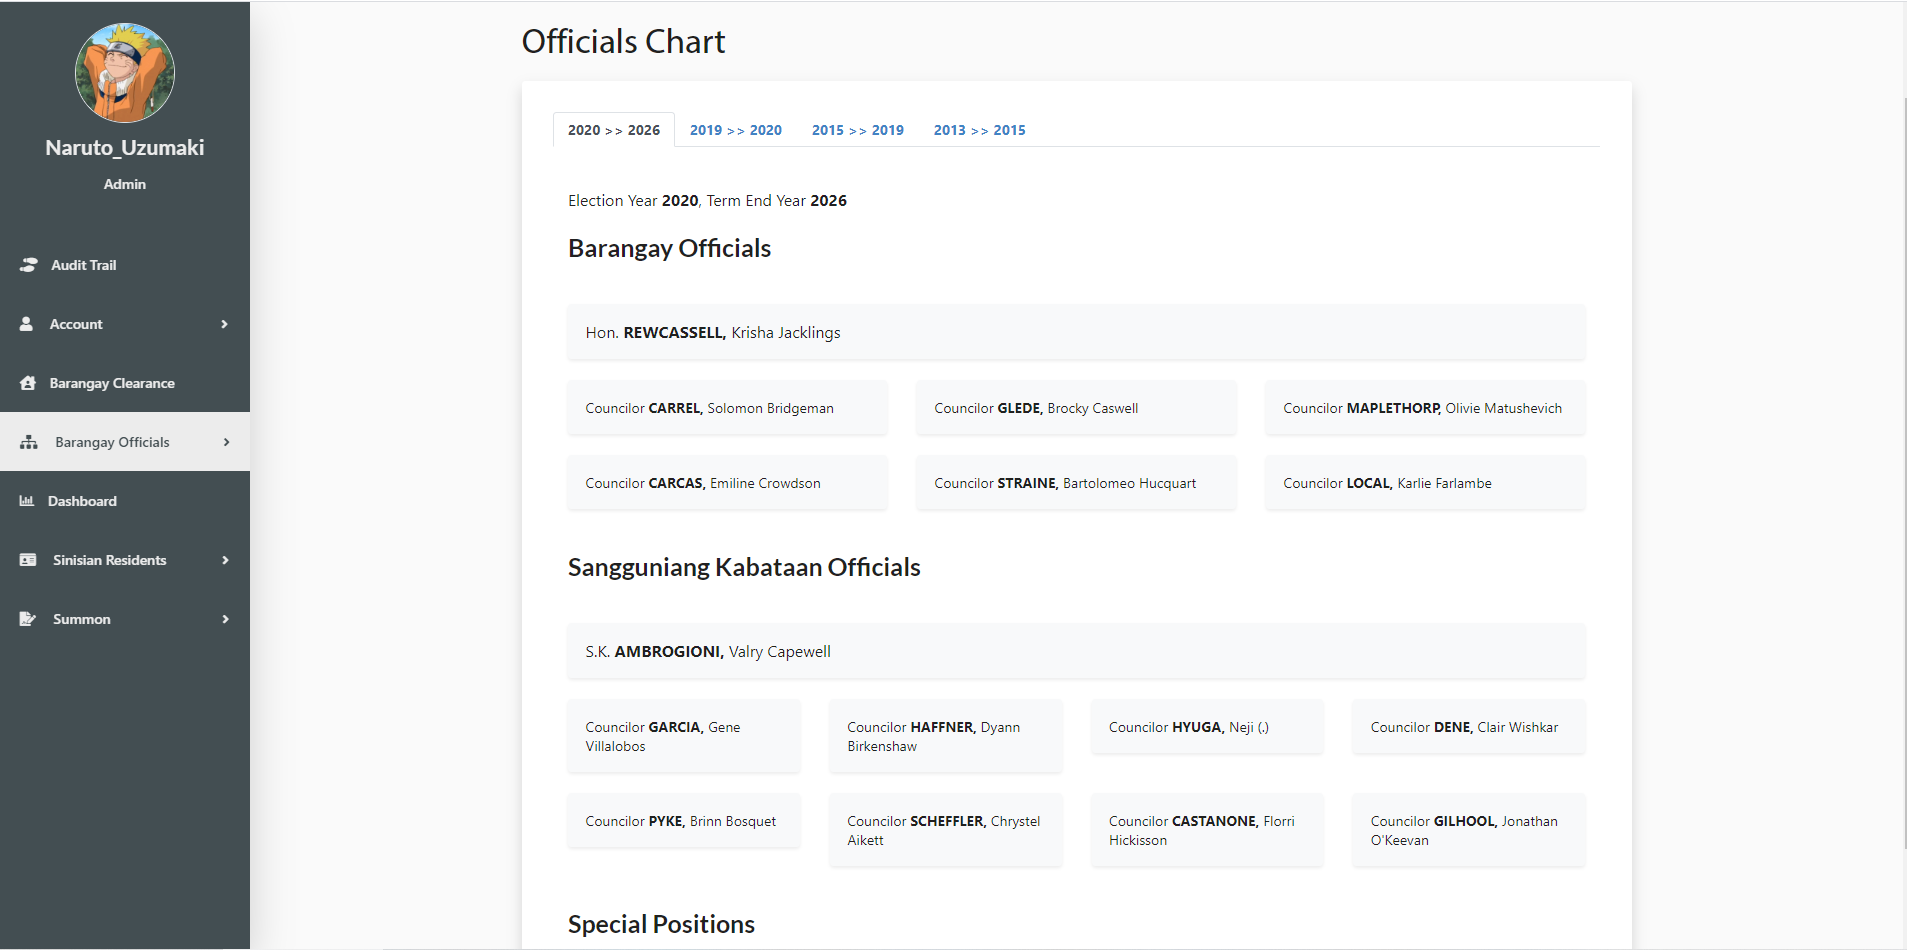 Naruto_Uzumaki
Admin
Audit Trail
Account
Barangay Clearance
Barangay Officials
Dashboard
Sinisian Residents
Summon
Officials Chart
2020 >> 2026 2019 >> 2020 2015 >> 2019 2013 >> 2015
Election Year 2020, Term End Year 2026
Barangay Officials
Hon. REWCASSELL, Krisha Jacklings
Councilor CARREL, Solomon Bridgeman
Councilor GLEDE, Brocky Caswell
Councilor MAPLETHORP, Olivie Matushevich
Councilor CARCAS, Emiline Crowdson
Councilor STRAINE, Bartolomeo Hucquart
Councilor LOCAL, Karlie Farlambe
Sangguniang Kabataan Officials
S.K. AMBROGIONI, Valry Capewell
Councilor GARCIA, Gene
Villalobos
Councilor HAFFNER, Dyann
Birkenshaw
Councilor HYUGA, Neji (.)
Councilor DENE, Clair Wishkar
Councilor PYKE, Brinn Bosquet
Councilor SCHEFFLER, Chrystel
Aikett
Councilor CASTANONE, Florri
Hickisson
Councilor GILHOOL, Jonathan
O'Keevan
Special Positions